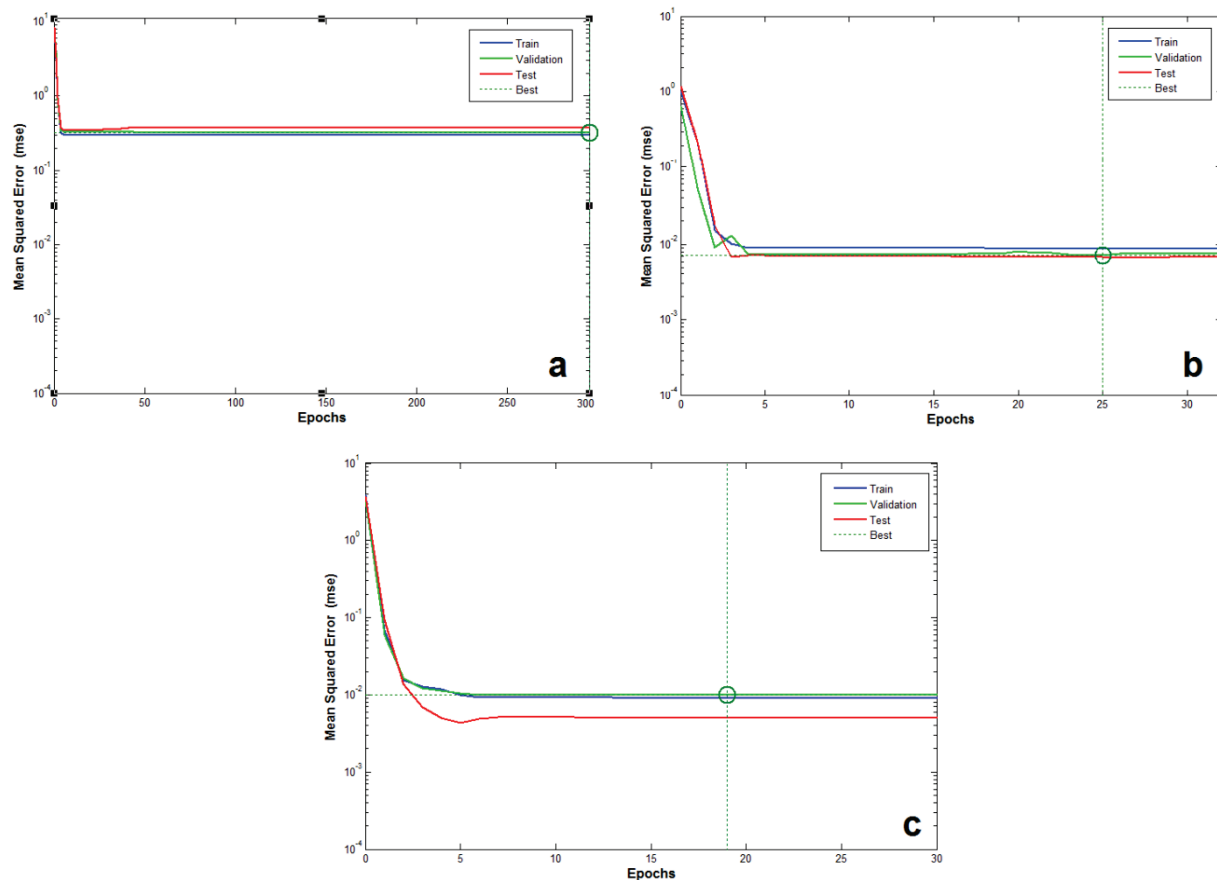 Mean Squared Error (mse)
10^1
10^0
10^-1
10^-2
10^-3
10^-4
Train
Validation
Test
Best
a
0 50 100 150 200 250 300
Epochs
Mean Squared Error (mse)
10^1
10^0
10^-1
10^-2
10^-3
10^-4
Train
Validation
Test
Best
b
0 5 10 15 20 25 30
Epochs
Mean Squared Error (mse)
10^1
10^0
10^-1
10^-2
10^-3
10^-4
Train
Validation
Test
Best
c
0 5 10 15 20 25 30
Epochs